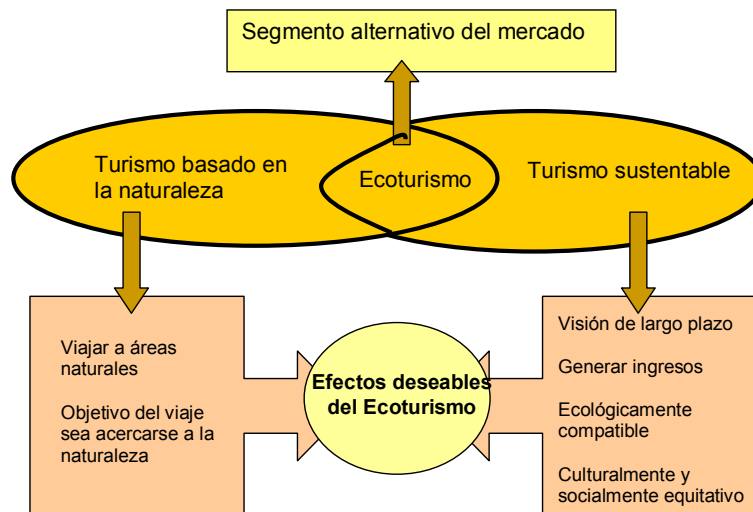 Segmento alternativo del mercado
Turismo basado en
la naturaleza
Ecoturismo
Turismo sustentable
Viajar a áreas
naturales
Objetivo del viaje
sea acercarse a la
naturaleza
Efectos deseables
del Ecoturismo
Visión de largo plazo
Generar ingresos
Ecológicamente
compatible
Culturalmente y
socialmente equitativo